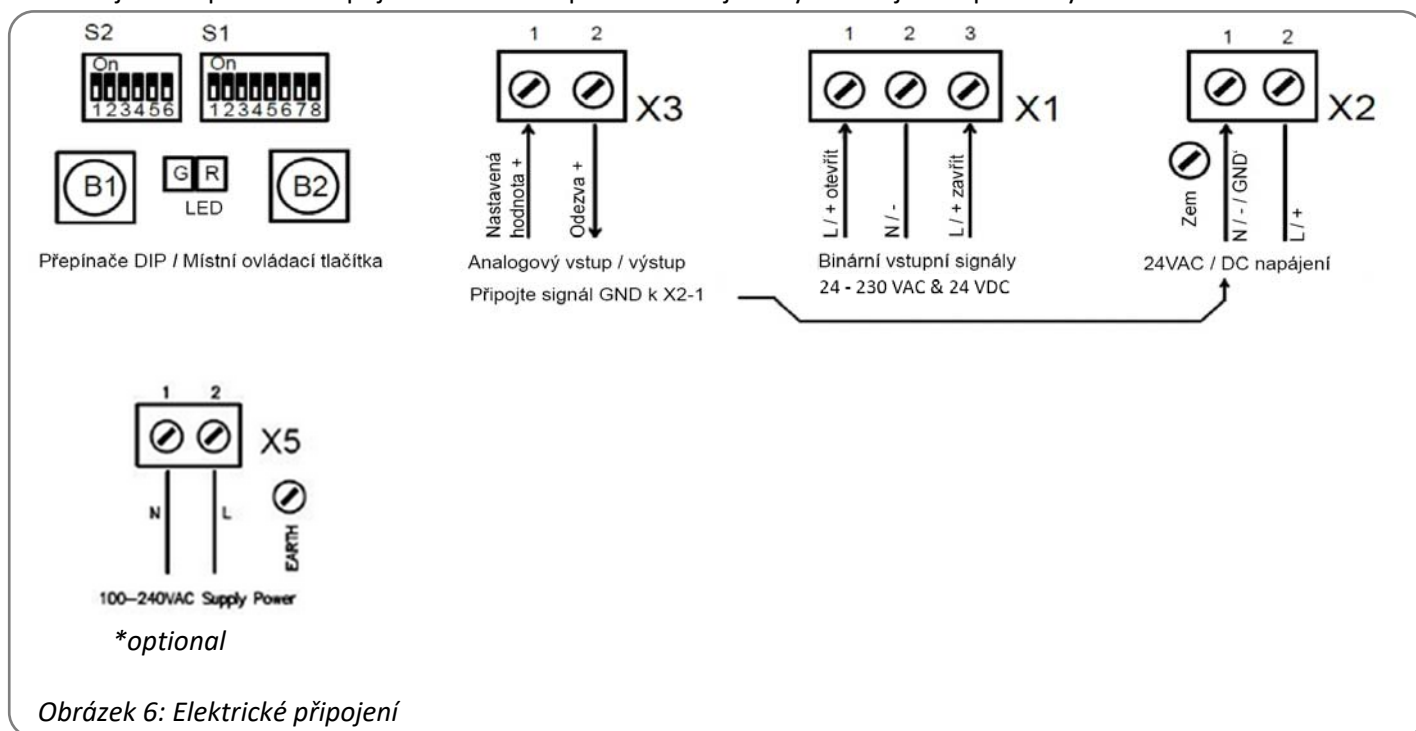 S2 S1
On On
123456 12345678
B1 G R B2
LED
Přepínače DIP / Místní ovládací tlačítka
1 2
X3
Nastavená
hodnota +
Odezva +
Analogový vstup / výstup
Připojte signál GND k X2-1
1 2 3
X1
L / + otevřít
N / -
L / + zavřít
Binární vstupní signály
24 - 230 VAC & 24 VDC
1 2
X2
Zem
N / - / GND‘
L / +
24VAC / DC napájení
1 2
X5
N
L
EARTH
100–240VAC Supply Power
*optional
Obrázek 6: Elektrické připojení